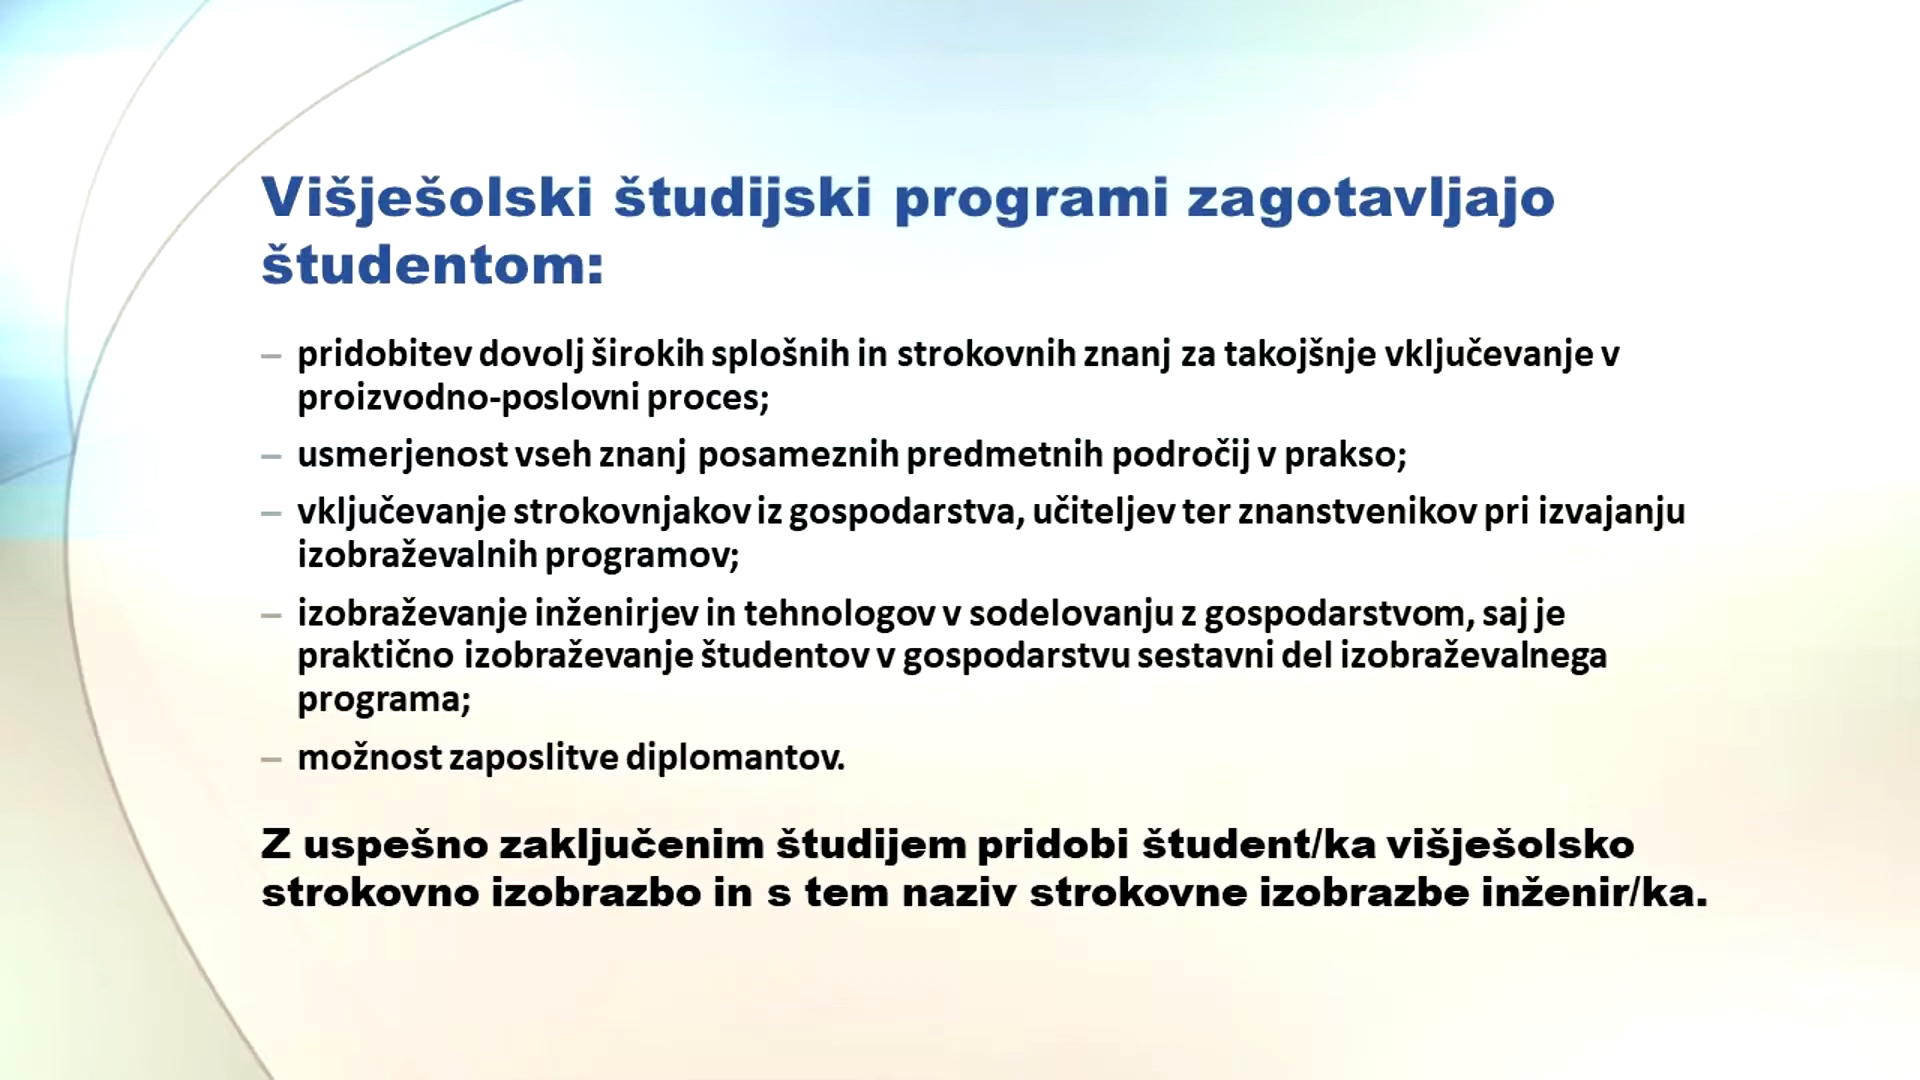 Višješolski študijski programi zagotavljajo
študentom:
– pridobitev dovolj širokih splošnih in strokovnih znanj za takojšnje vključevanje v
proizvodno-poslovni proces;
– usmerjenost vseh znanj posameznih predmetnih področij v prakso;
– vključevanje strokovnjakov iz gospodarstva, učiteljev ter znanstvenikov pri izvajanju
izobraževalnih programov;
– izobraževanje inženirjev in tehnologov v sodelovanju z gospodarstvom, saj je
praktično izobraževanje študentov v gospodarstvu sestavni del izobraževalnega
programa;
– možnost zaposlitve diplomantov.
Z uspešno zaključenim študijem pridobi študent/ka višješolsko
strokovno izobrazbo in s tem naziv strokovne izobrazbe inženir/ka.